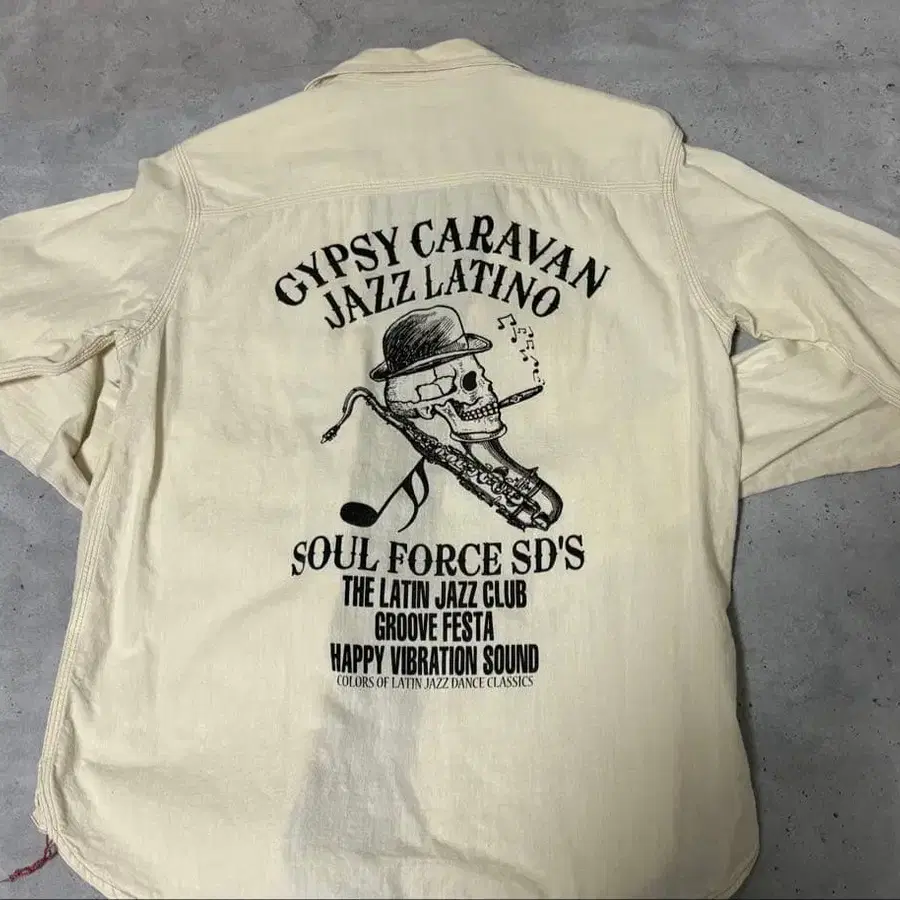 GYPSY CARAVAN
JAZZ LATINO
SOUL FORCE SD'S
THE LATIN JAZZ CLUB
GROOVE FESTA
HAPPY VIBRATION SOUND
COLORS OF LATIN JAZZ DANCE CLASSICS